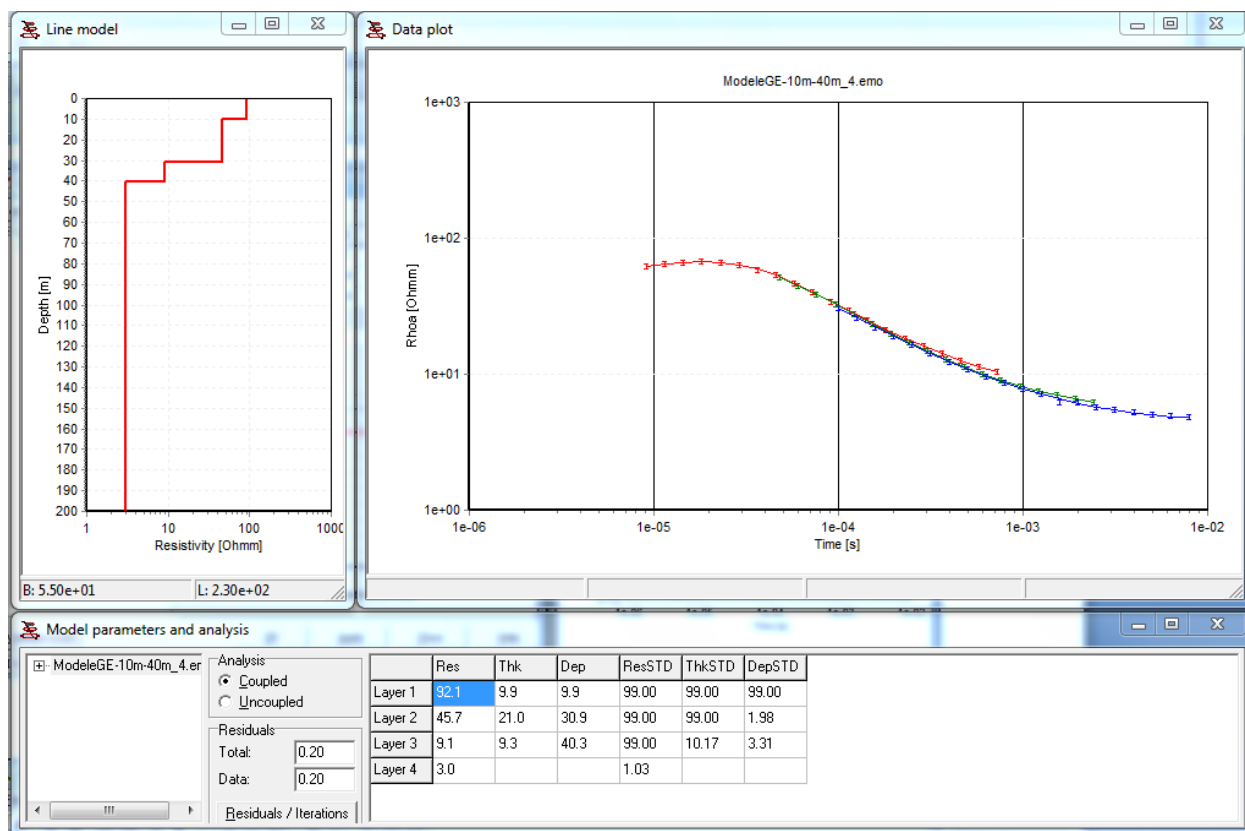 Line model
0
10
20
30
40
50
60
70
80
90
100
110
120
130
140
150
160
170
180
190
200
Depth [m]
1 10 100 1000
Resistivity [Ohmm]
B: 5.50e+01 L: 2.30e+02
Data plot
ModeleGE-10m-40m_4.emo
1e+03
1e+02
1e+01
1e+00
Rhoa [Ohmm]
1e-06 1e-05 1e-04 1e-03 1e-02
Time [s]
Model parameters and analysis
ModeleGE-10m-40m_4.er
Analysis
Coupled
Uncoupled
Residuals
Total: 0.20
Data: 0.20
Residuals / Iterations
Res Thk Dep ResSTD ThkSTD DepSTD
Layer 1 92.1 9.9 9.9 99.00 99.00 99.00
Layer 2 45.7 21.0 30.9 99.00 99.00 1.98
Layer 3 9.1 9.3 40.3 99.00 10.17 3.31
Layer 4 3.0 1.03